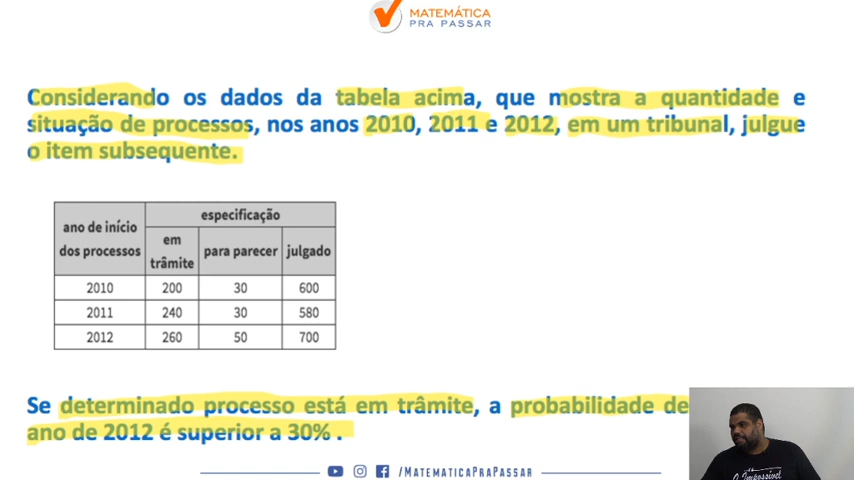 MATEMÁTICA
PRA PASSAR
Considerando os dados da tabela acima, que mostra a quantidade e
situação de processos, nos anos 2010, 2011 e 2012, em um tribunal, julgue
o item subsequente.
ano de início dos processos especificação
em trâmite para parecer julgado
2010 200 30 600
2011 240 30 580
2012 260 50 700
Se determinado processo está em trâmite, a probabilidade de
ano de 2012 é superior a 30% .
/MATEMATICAPRAPASSAR
O Impossível